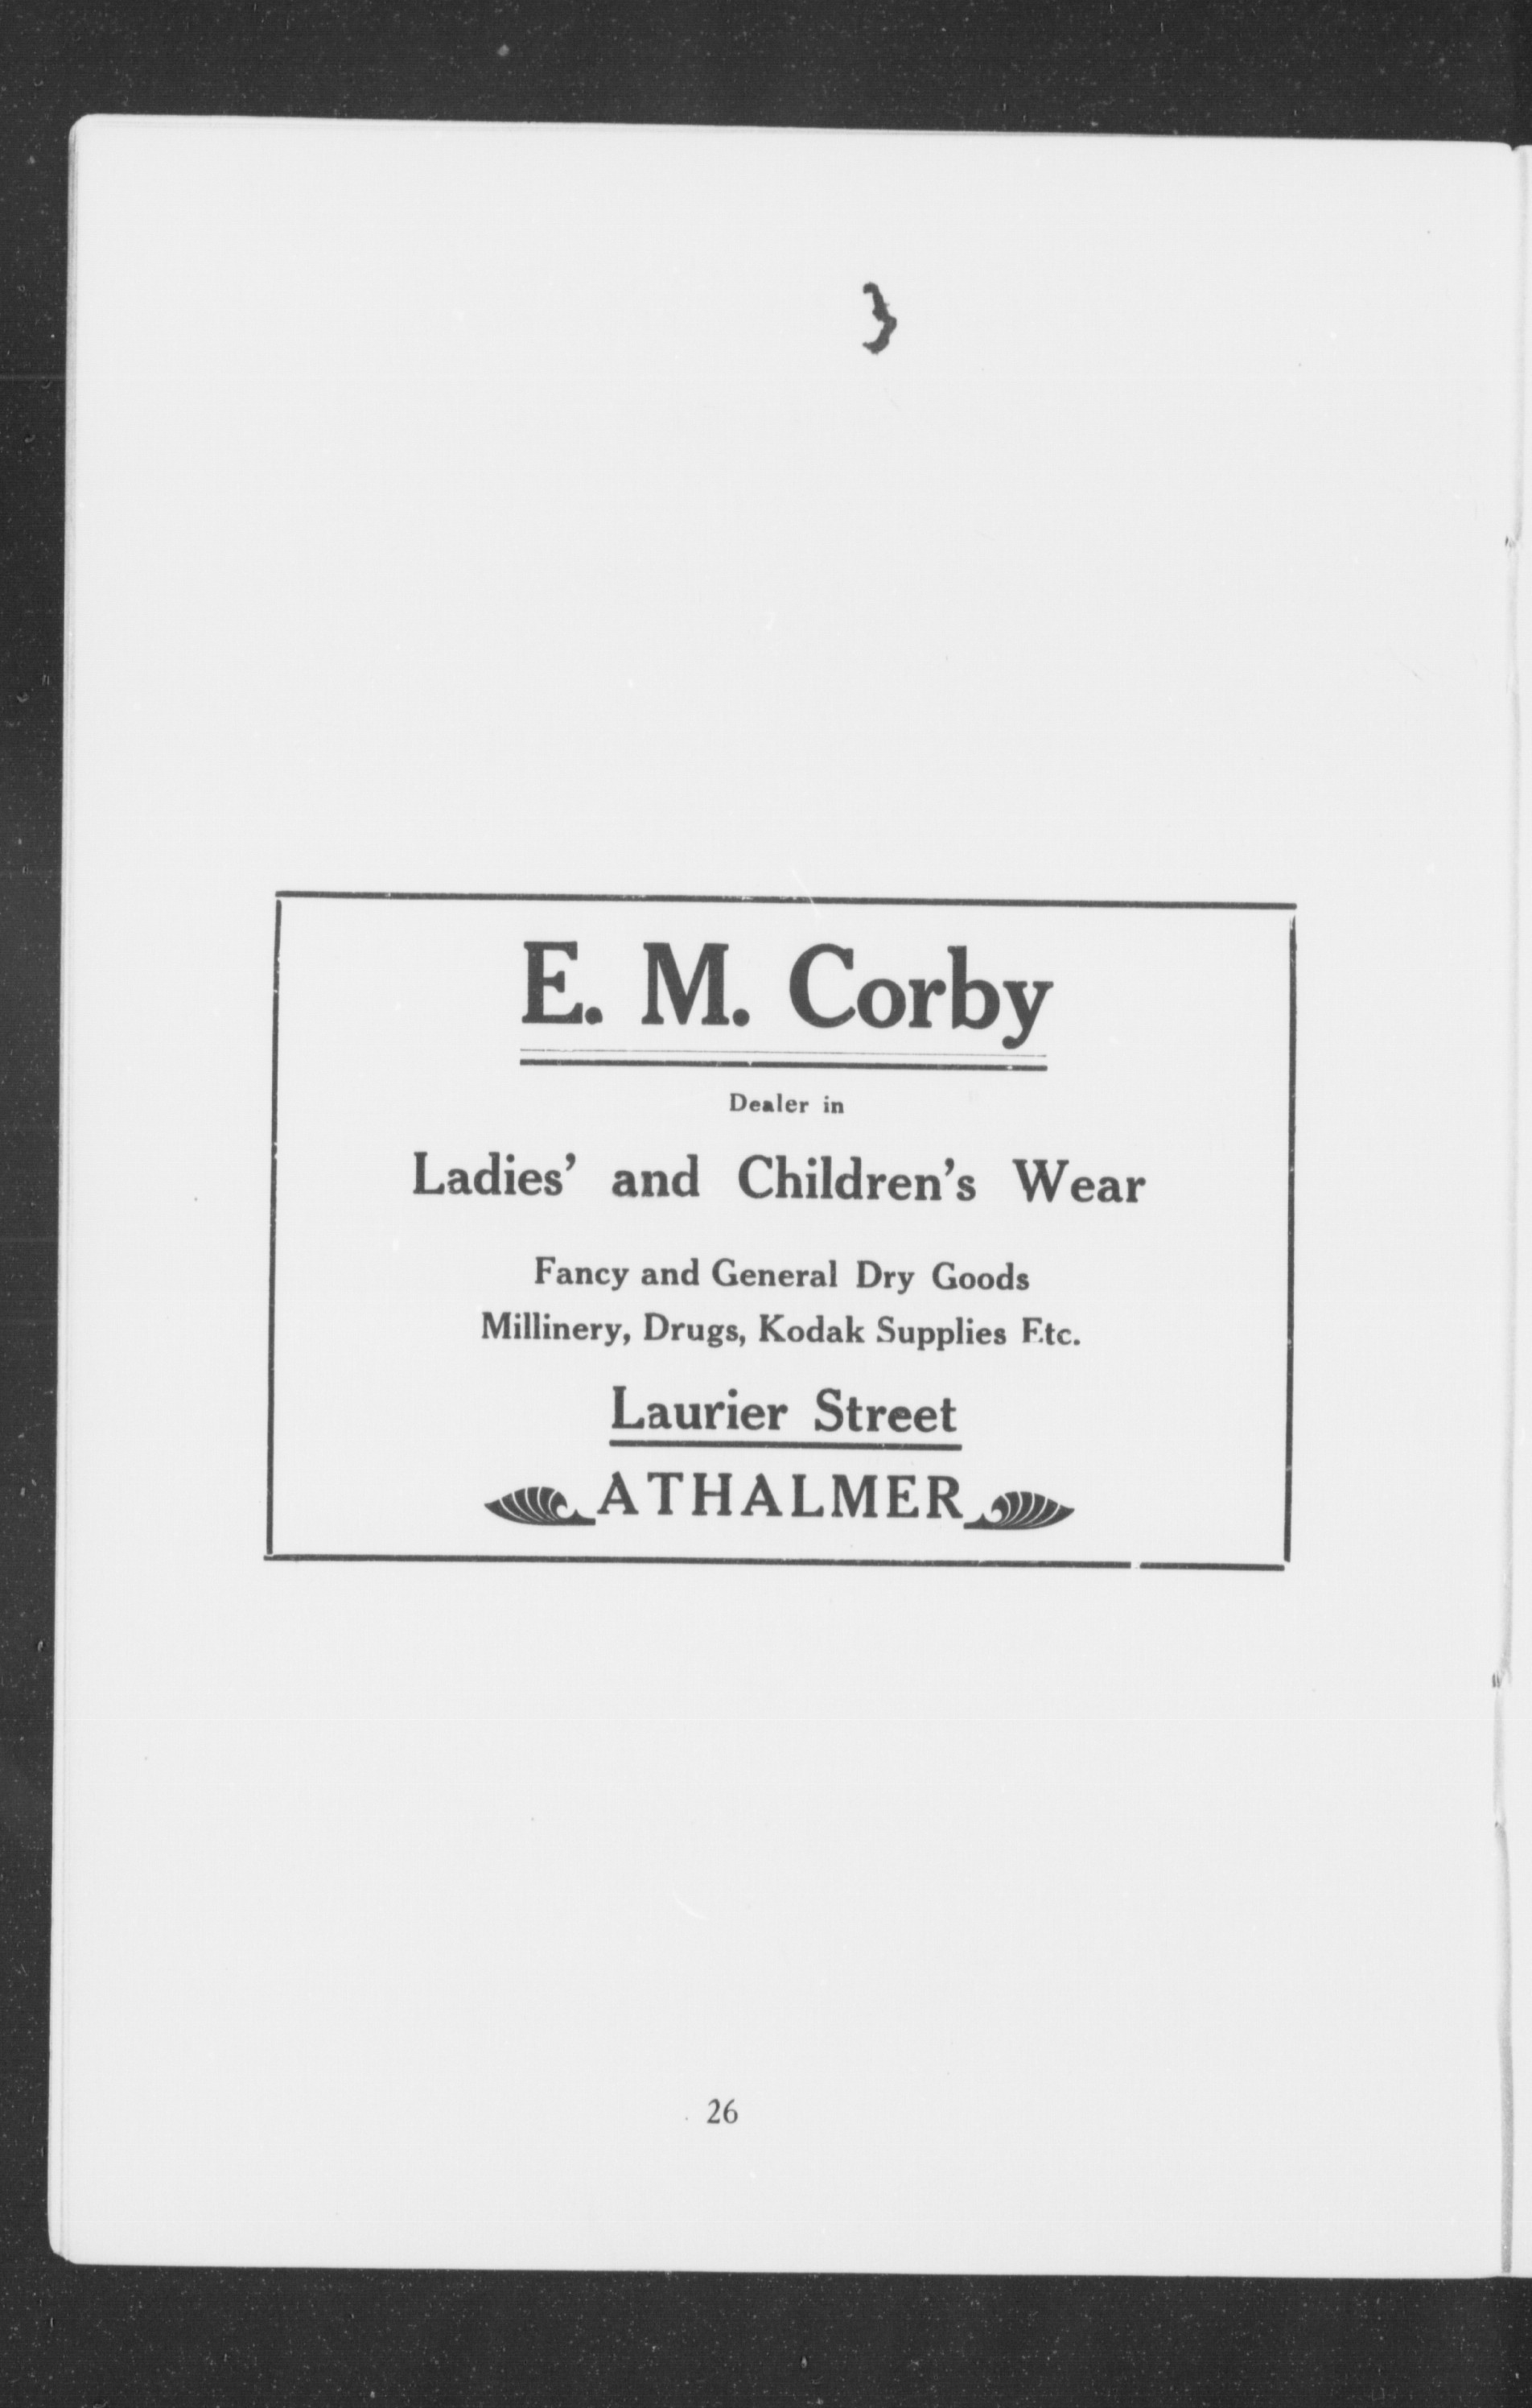 E. M. Corby
Dealer in
Ladies' and Children's Wear
Fancy and General Dry Goods
Millinery, Drugs, Kodak Supplies Etc.
Laurier Street
ATHALMER
26